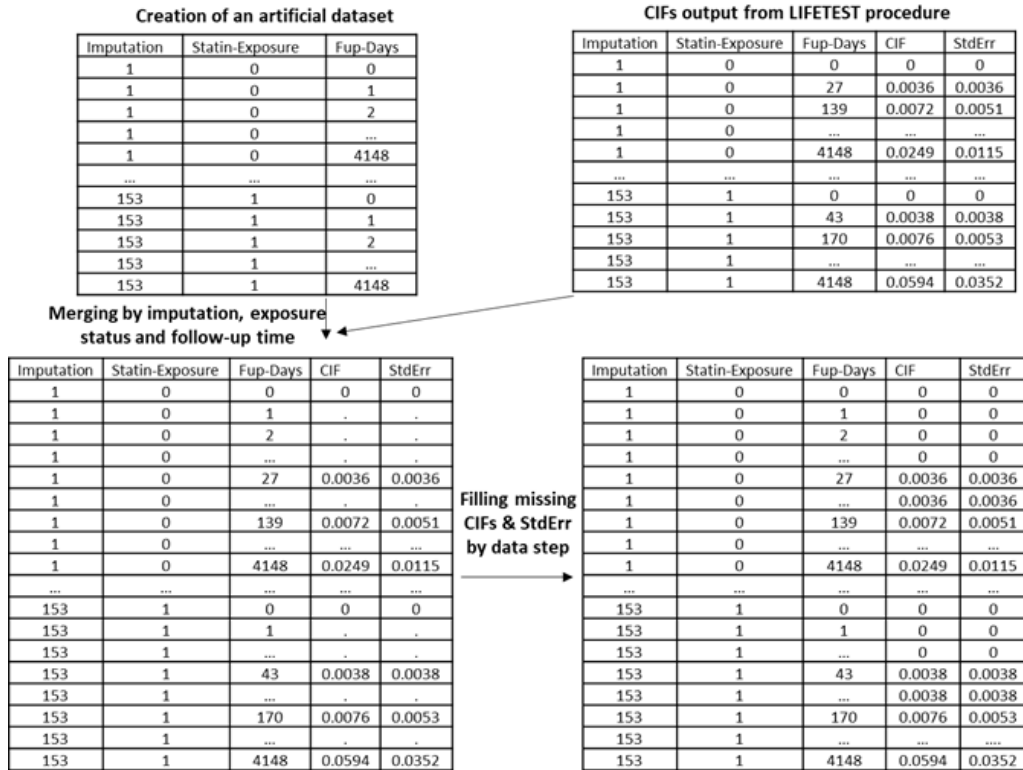 Creation of an artificial dataset
Imputation Statin-Exposure Fup-Days
1 0 0
1 0 1
1 0 2
1 0 ...
1 0 4148
... ... ...
153 1 0
153 1 1
153 1 2
153 1 ...
153 1 4148
CIFs output from LIFETEST procedure
Imputation Statin-Exposure Fup-Days CIF StdErr
1 0 0 0 0
1 0 27 0.0036 0.0036
1 0 139 0.0072 0.0051
1 0 ... ... ...
1 0 4148 0.0249 0.0115
... ... ... ... ...
153 1 0 0 0
153 1 43 0.0038 0.0038
153 1 170 0.0076 0.0053
153 1 ... ... ...
153 1 4148 0.0594 0.0352
Merging by imputation, exposure
status and follow-up time
Imputation Statin-Exposure Fup-Days CIF StdErr
1 0 0 0 0
1 0 1 . .
1 0 2 . .
1 0 ... . .
1 0 27 0.0036 0.0036
1 0 ... . .
1 0 139 0.0072 0.0051
1 0 ... ... ...
1 0 4148 0.0249 0.0115
... ... ... ... ...
153 1 0 0 0
153 1 1 . .
153 1 ... . .
153 1 43 0.0038 0.0038
153 1 ... . .
153 1 170 0.0076 0.0053
153 1 ... . .
153 1 4148 0.0594 0.0352
Filling missing
CIFs & StdErr
by data step
Imputation Statin-Exposure Fup-Days CIF StdErr
1 0 0 0 0
1 0 1 0 0
1 0 2 0 0
1 0 ... 0 0
1 0 27 0.0036 0.0036
1 0 ... 0.0036 0.0036
1 0 139 0.0072 0.0051
1 0 ... ... ...
1 0 4148 0.0249 0.0115
... ... ... ... ...
153 1 0 0 0
153 1 1 0 0
153 1 ... 0 0
153 1 43 0.0038 0.0038
153 1 ... 0.0038 0.0038
153 1 170 0.0076 0.0053
153 1 ... ... ....
153 1 4148 0.0594 0.0352